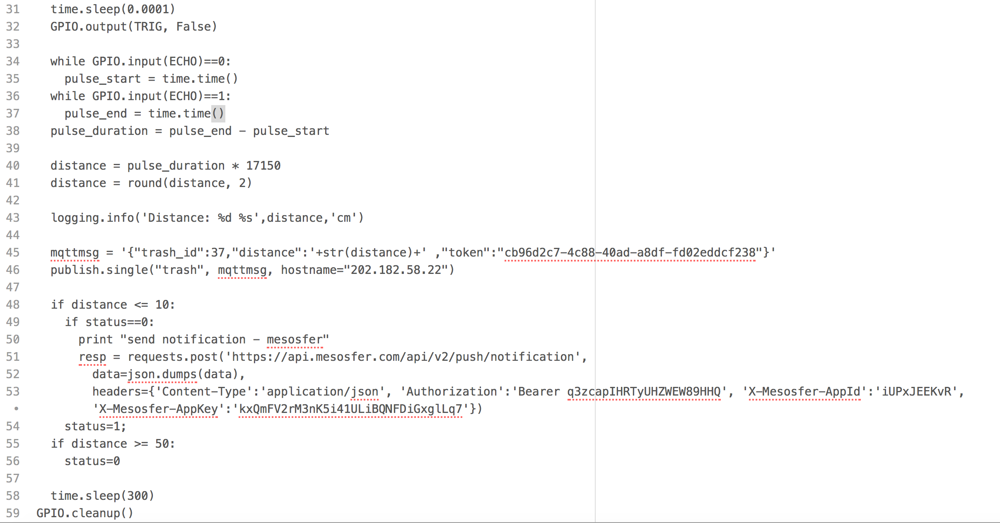 31 time.sleep(0.0001)
32 GPIO.output(TRIG, False)
33
34 while GPIO.input(ECHO)==0:
35 pulse_start = time.time()
36 while GPIO.input(ECHO)==1:
37 pulse_end = time.time()
38 pulse_duration = pulse_end - pulse_start
39
40 distance = pulse_duration * 17150
41 distance = round(distance, 2)
42
43 logging.info('Distance: %d %s',distance,'cm')
44
45 mqttmsg = '{"trash_id":37,"distance":'+str(distance)+' ,"token":"cb96d2c7-4c88-40ad-a8df-fd02eddcf238"}'
46 publish.single("trash", mqttmsg, hostname="202.182.58.22")
47
48 if distance <= 10:
49 if status==0:
50 print "send notification - mesosfer"
51 resp = requests.post('https://api.mesosfer.com/api/v2/push/notification',
52 data=json.dumps(data),
53 headers={'Content-Type':'application/json', 'Authorization':'Bearer q3zcapIHRTyUHZWEW89HHQ', 'X-Mesosfer-AppId':'iUPxJEEKvR',
• 'X-Mesosfer-AppKey':'kxQmFV2rM3nK5i41ULiBQNFDiGxglLq7'})
54 status=1;
55 if distance >= 50:
56 status=0
57
58 time.sleep(300)
59 GPIO.cleanup()